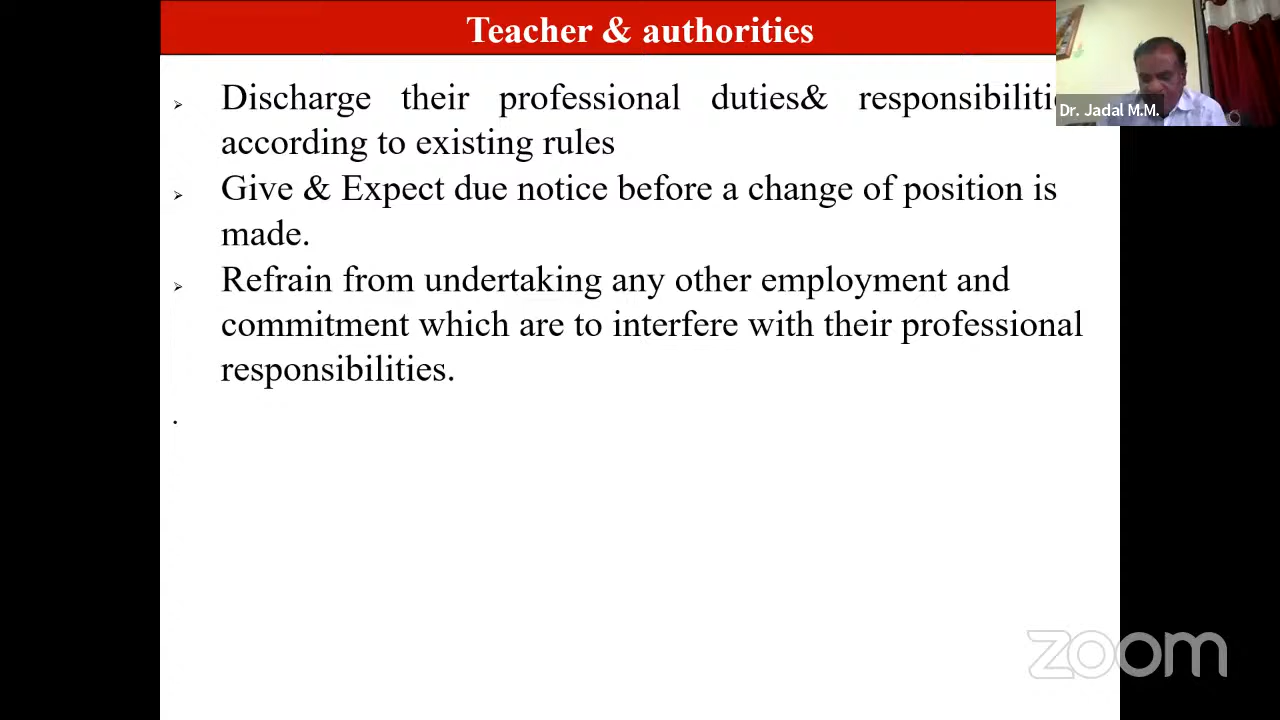 Teacher & authorities
Discharge their professional duties& responsibiliti
according to existing rules
Give & Expect due notice before a change of position is
made.
Refrain from undertaking any other employment and
commitment which are to interfere with their professional
responsibilities.
.
Dr. Jadal M.M.
zoom